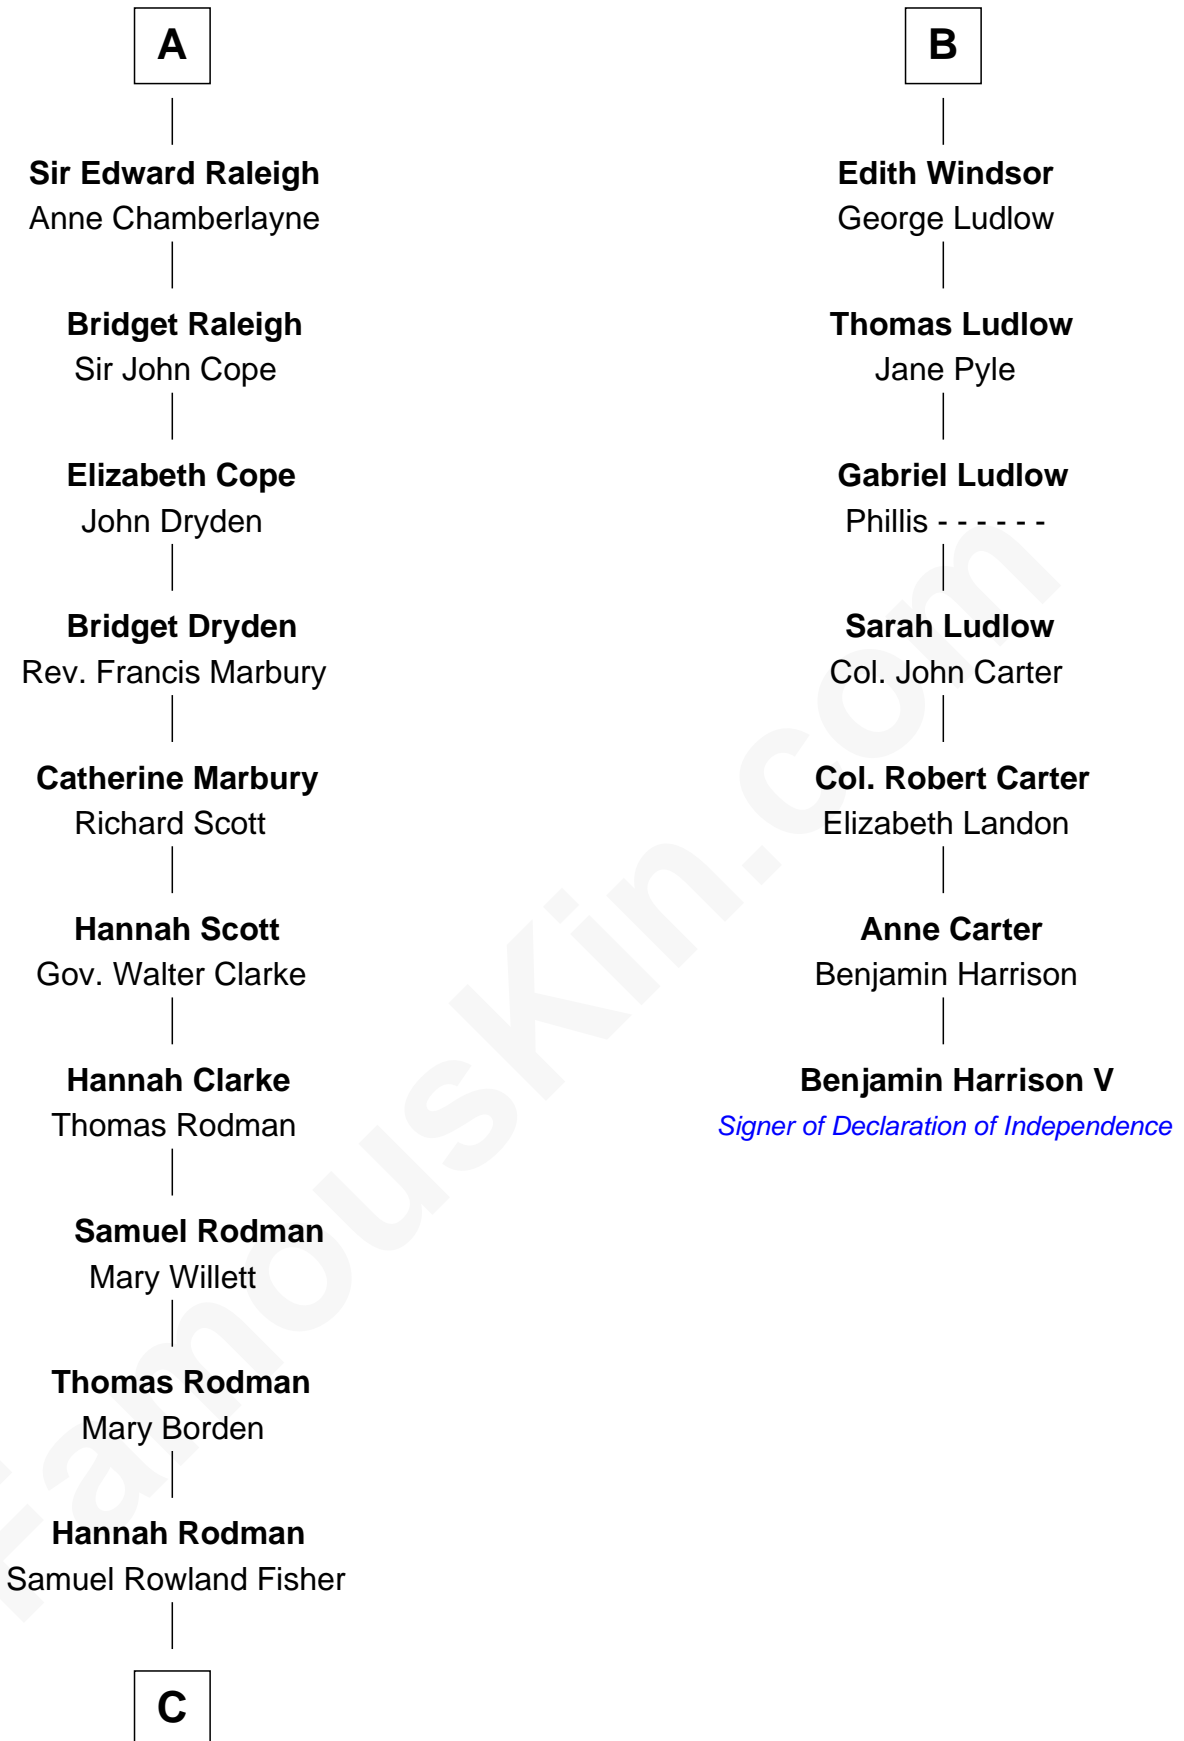 A
Sir Edward Raleigh
Anne Chamberlayne
Bridget Raleigh
Sir John Cope
Elizabeth Cope
John Dryden
Bridget Dryden
Rev. Francis Marbury
Catherine Marbury
Richard Scott
Hannah Scott
Gov. Walter Clarke
Hannah Clarke
Thomas Rodman
Samuel Rodman
Mary Willett
Thomas Rodman
Mary Borden
Hannah Rodman
Samuel Rowland Fisher
C
B
Edith Windsor
George Ludlow
Thomas Ludlow
Jane Pyle
Gabriel Ludlow
Phillis - - - - - -
Sarah Ludlow
Col. John Carter
Col. Robert Carter
Elizabeth Landon
Anne Carter
Benjamin Harrison
Benjamin Harrison V
Signer of Declaration of Independence
FamousKin.com